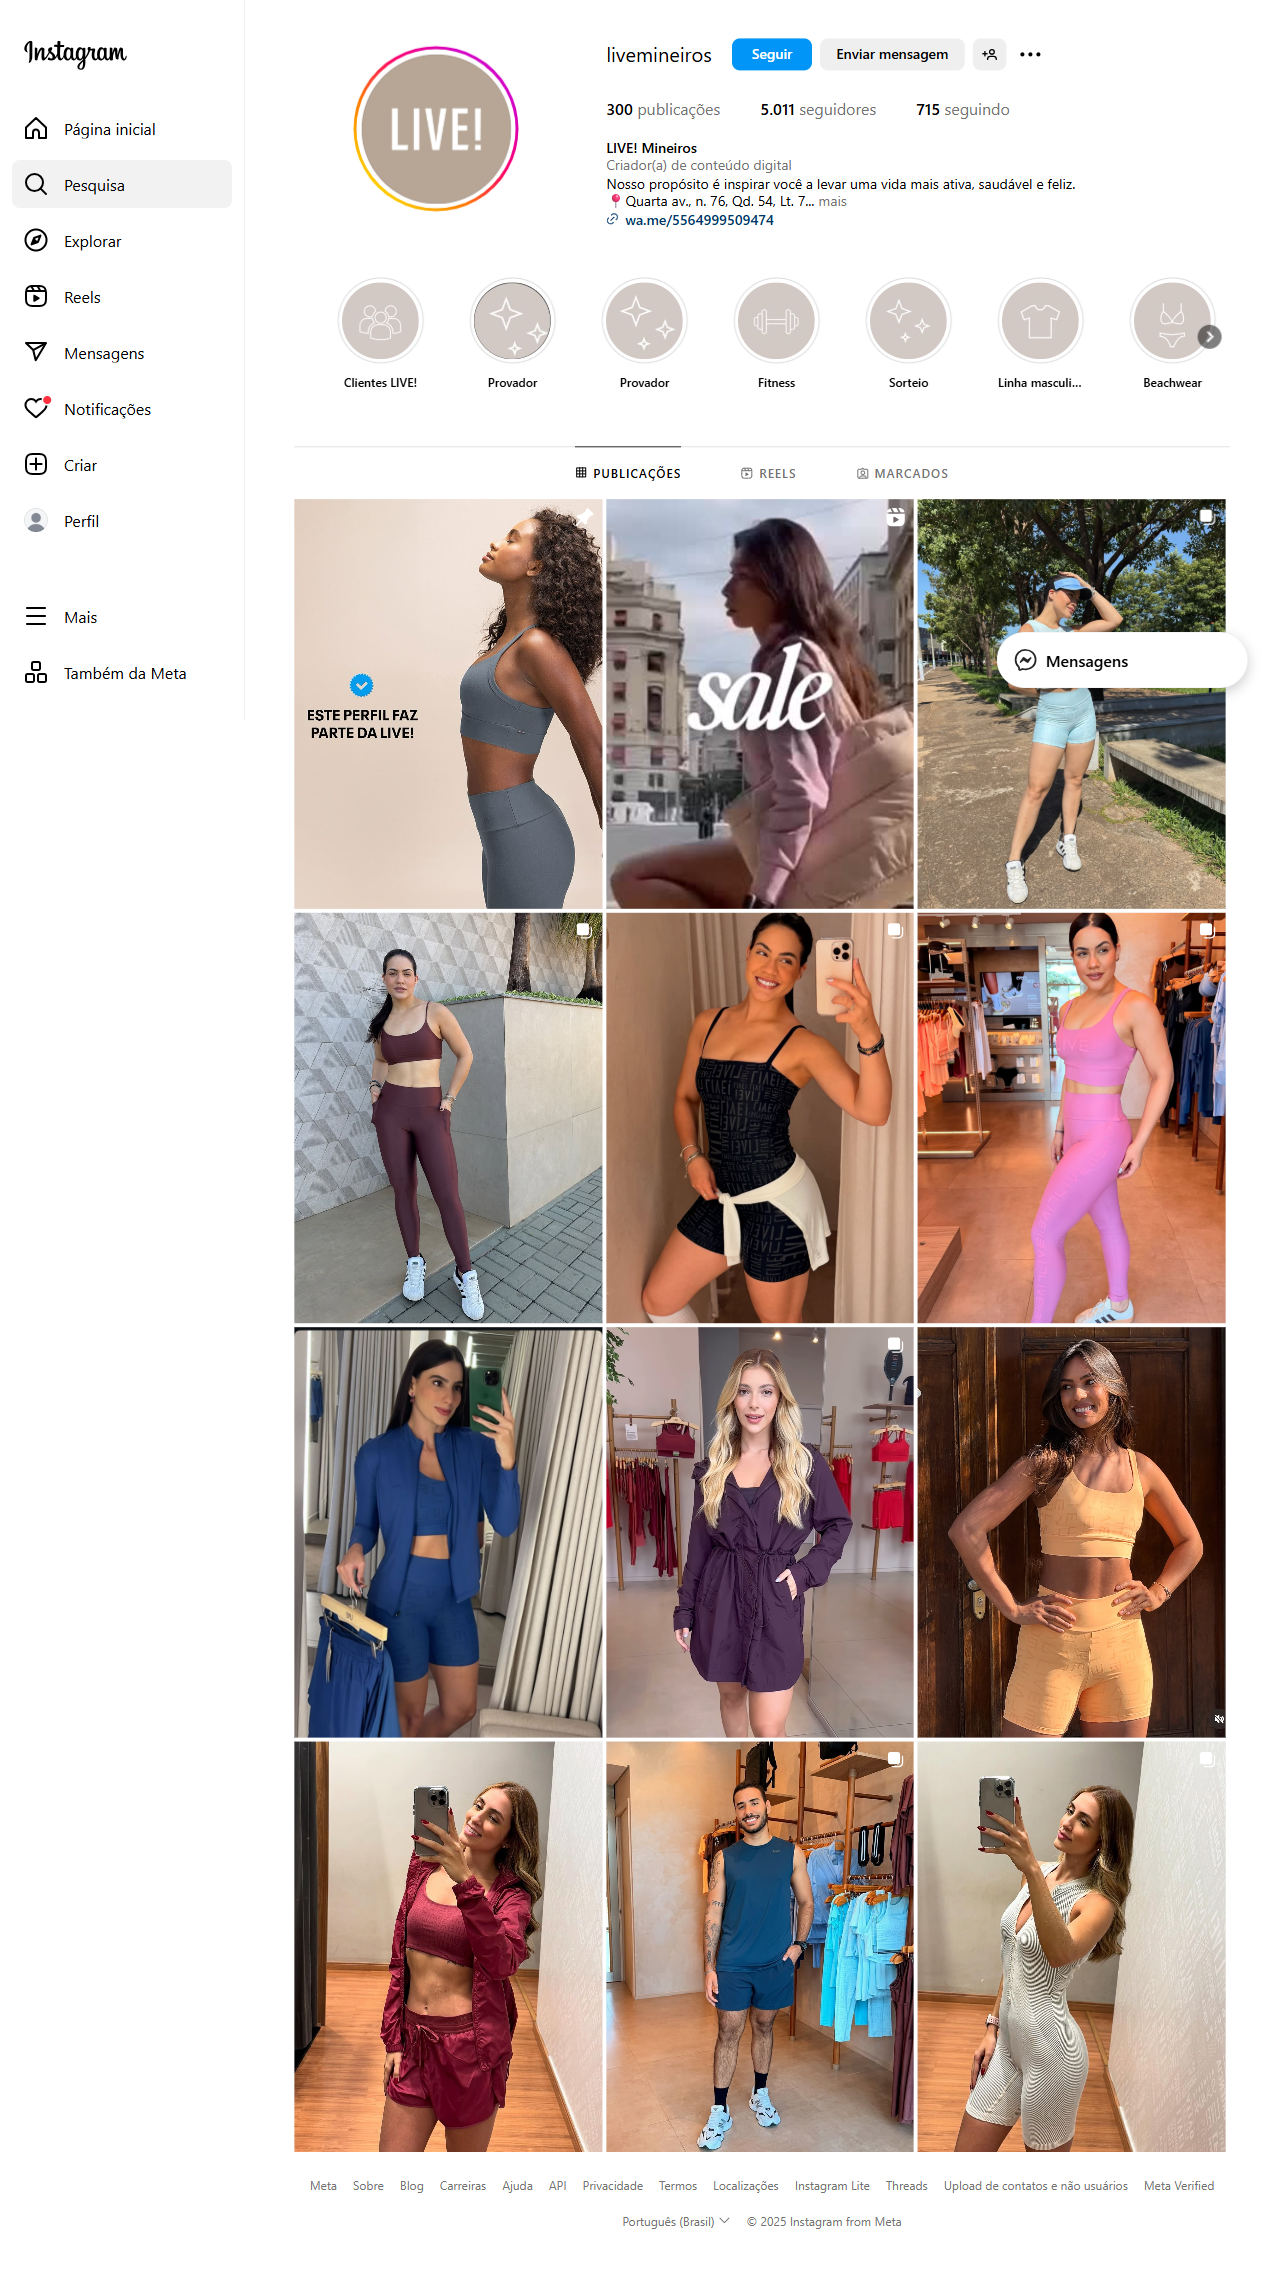 Instagram
Página inicial
Pesquisa
Explorar
Reels
Mensagens
Notificações
Criar
Perfil
Mais
Também da Meta
LIVE!
livemineiros
Seguir
Enviar mensagem
300 publicações
5.011 seguidores
715 seguindo
LIVE! Mineiros
Criador(a) de conteúdo digital
Nosso propósito é inspirar você a levar uma vida mais ativa, saudável e feliz.
📍Quarta av., n. 76, Qd. 54, Lt. 7... mais
wa.me/5564999509474
Clientes LIVE!
Provador
Provador
Fitness
Sorteio
Linha masculi...
Beachwear
PUBLICAÇÕES
REELS
MARCADOS
ESTE PERFIL FAZ
PARTE DA LIVE!
sale
Mensagens
Meta
Sobre
Blog
Carreiras
Ajuda
API
Privacidade
Termos
Localizações
Instagram Lite
Threads
Upload de contatos e não usuários
Meta Verified
Português (Brasil)
© 2025 Instagram from Meta